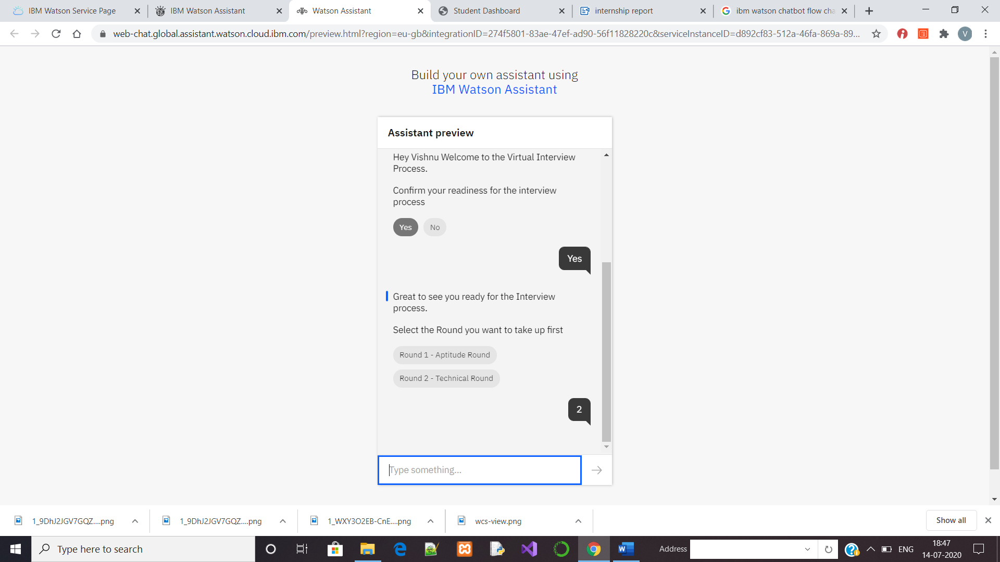 IBM Watson Service Page
IBM Watson Assistant
Watson Assistant
Student Dashboard
internship report
ibm watson chatbot flow cha
web-chat.global.assistant.watson.cloud.ibm.com/preview.html?region=eu-gb&integrationID=274f5801-83ae-47ef-ad90-56f11828220c&serviceInstanceID=d892cf83-512a-46fa-869a-89...
V
Build your own assistant using
IBM Watson Assistant
Assistant preview
Hey Vishnu Welcome to the Virtual Interview
Process.
Confirm your readiness for the interview
process
Yes No
Yes
Great to see you ready for the Interview
process.
Select the Round you want to take up first
Round 1 - Aptitude Round
Round 2 - Technical Round
2
Type something...
1_9DhJ2JGV7GQZ....png
1_9DhJ2JGV7GQZ....png
1_WXY3O2EB-CnE....png
wcs-view.png
Show all
Type here to search
Address
ENG
18:47
14-07-2020